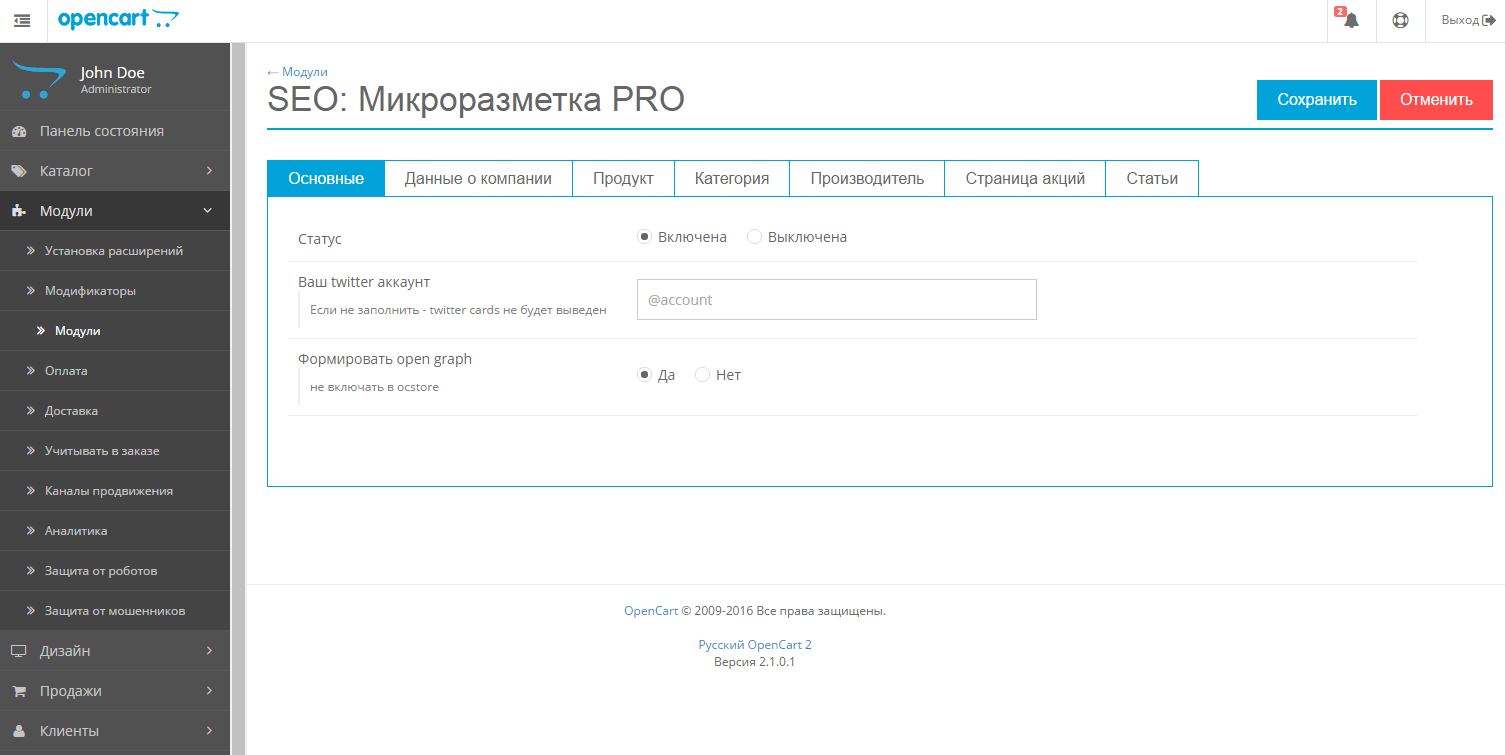 opencart
2
Выход
John Doe
Administrator
Панель состояния
Каталог
Модули
Установка расширений
Модификаторы
Модули
Оплата
Доставка
Учитывать в заказе
Каналы продвижения
Аналитика
Защита от роботов
Защита от мошенников
Дизайн
Продажи
Клиенты
← Модули
SEO: Микроразметка PRO
Сохранить
Отменить
Основные
Данные о компании
Продукт
Категория
Производитель
Страница акций
Статьи
Статус
Включена
Выключена
Ваш twitter аккаунт
Если не заполнить - twitter cards не будет выведен
@account
Формировать open graph
не включать в ocstore
Да
Нет
OpenCart © 2009-2016 Все права защищены.
Русский OpenCart 2
Версия 2.1.0.1